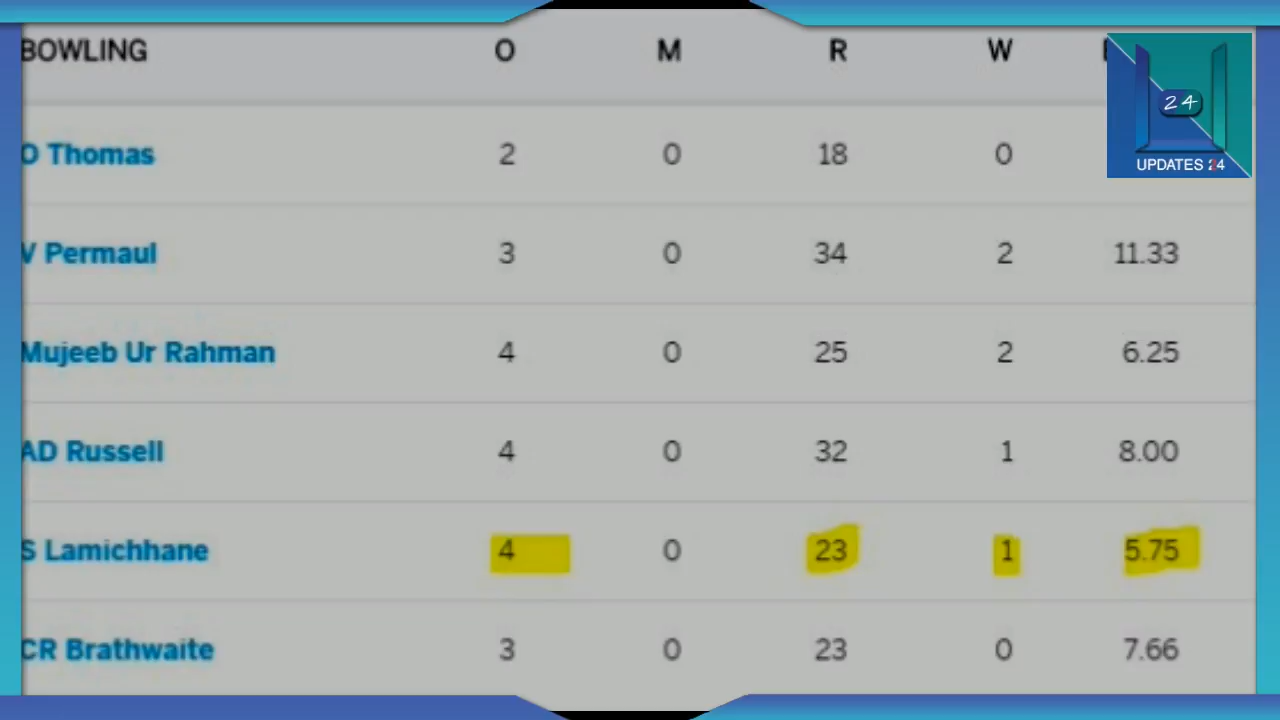 BOWLING O M R W
O Thomas 2 0 18 0
V Permaul 3 0 34 2 11.33
Mujeeb Ur Rahman 4 0 25 2 6.25
AD Russell 4 0 32 1 8.00
S Lamichhane 4 0 23 1 5.75
CR Brathwaite 3 0 23 0 7.66
24
UPDATES 24